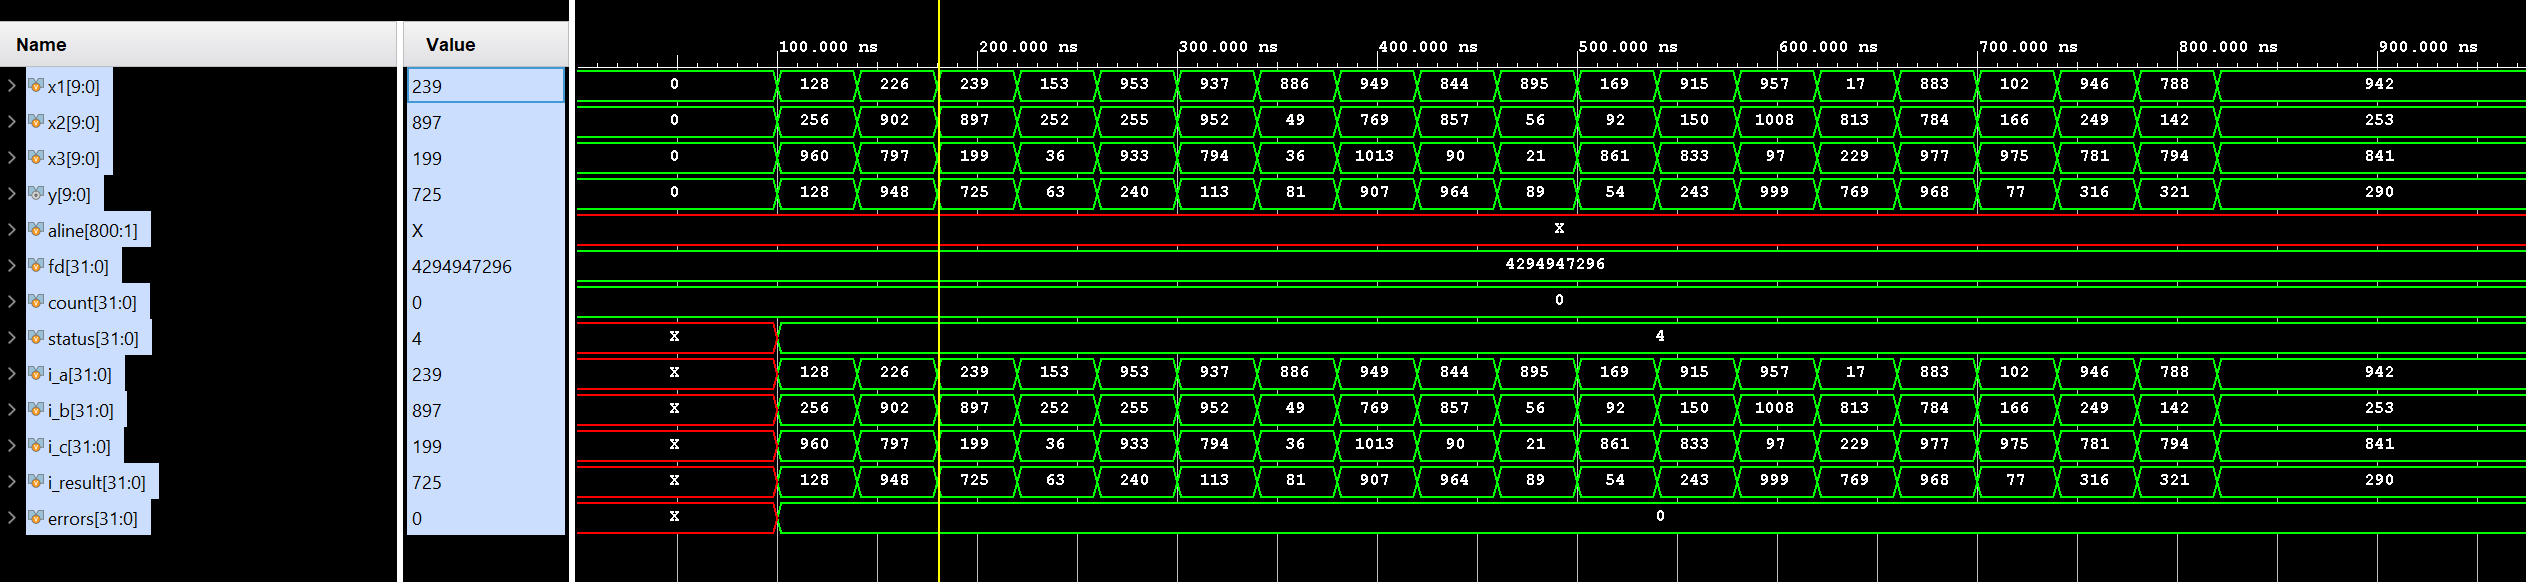 Name Value 100.000 ns 200.000 ns 300.000 ns 400.000 ns 500.000 ns 600.000 ns 700.000 ns 800.000 ns 900.000 ns
x1[9:0] 239 0 128 226 239 153 953 937 886 949 844 895 169 915 957 17 883 102 946 788 942
x2[9:0] 897 0 256 902 897 252 255 952 49 769 857 56 92 150 1008 813 784 166 249 142 253
x3[9:0] 199 0 960 797 199 36 933 794 36 1013 90 21 861 833 97 229 977 975 781 794 841
y[9:0] 725 0 128 948 725 63 240 113 81 907 964 89 54 243 999 769 968 77 316 321 290
aline[800:1] X X
fd[31:0] 4294947296 4294947296
count[31:0] 0 0
status[31:0] 4 X 4
i_a[31:0] 239 X 128 226 239 153 953 937 886 949 844 895 169 915 957 17 883 102 946 788 942
i_b[31:0] 897 X 256 902 897 252 255 952 49 769 857 56 92 150 1008 813 784 166 249 142 253
i_c[31:0] 199 X 960 797 199 36 933 794 36 1013 90 21 861 833 97 229 977 975 781 794 841
i_result[31:0] 725 X 128 948 725 63 240 113 81 907 964 89 54 243 999 769 968 77 316 321 290
errors[31:0] 0 X 0